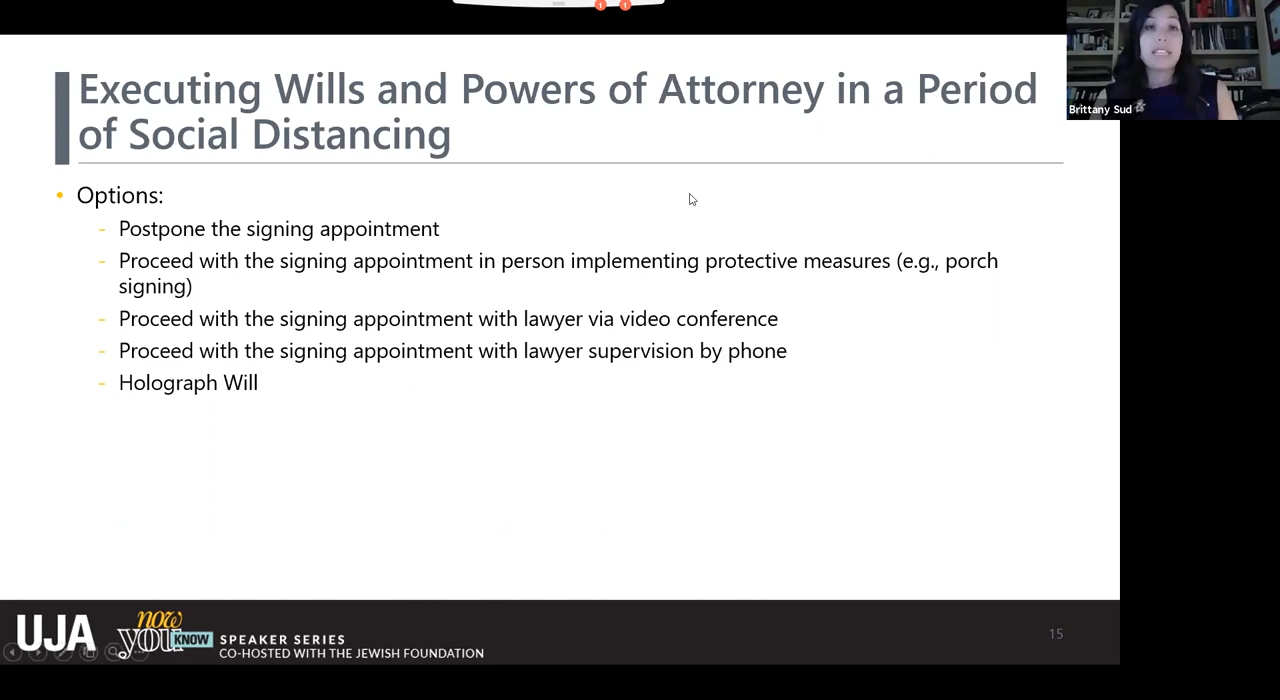 Executing Wills and Powers of Attorney in a Period
of Social Distancing
Brittany Sud
• Options:
- Postpone the signing appointment
- Proceed with the signing appointment in person implementing protective measures (e.g., porch
signing)
- Proceed with the signing appointment with lawyer via video conference
- Proceed with the signing appointment with lawyer supervision by phone
- Holograph Will
UJA
now
you KNOW
SPEAKER SERIES
CO-HOSTED WITH THE JEWISH FOUNDATION
15